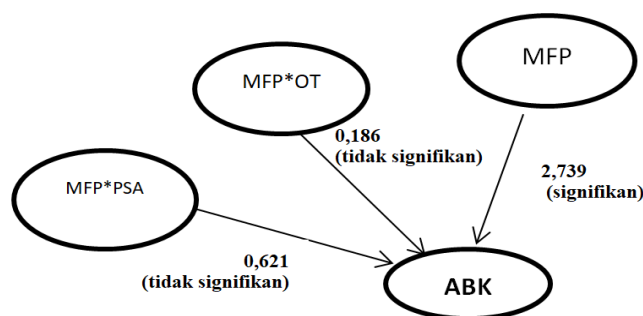 MFP
MFP*OT
0,186
(tidak signifikan)
2,739
(signifikan)
MFP*PSA
0,621
(tidak signifikan)
ABK